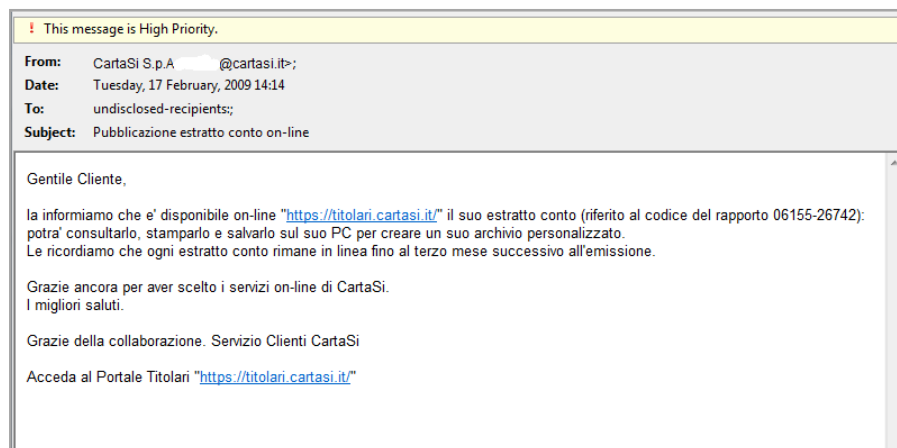 ! This message is High Priority.
From: CartaSi S.p.A @cartasi.it>;
Date: Tuesday, 17 February, 2009 14:14
To: undisclosed-recipients:;
Subject: Pubblicazione estratto conto on-line
Gentile Cliente,
la informiamo che e' disponibile on-line "https://titolari.cartasi.it/" il suo estratto conto (riferito al codice del rapporto 06155-26742):
potra' consultarlo, stamparlo e salvarlo sul suo PC per creare un suo archivio personalizzato.
Le ricordiamo che ogni estratto conto rimane in linea fino al terzo mese successivo all'emissione.
Grazie ancora per aver scelto i servizi on-line di CartaSi.
I migliori saluti.
Grazie della collaborazione. Servizio Clienti CartaSi
Acceda al Portale Titolari "https://titolari.cartasi.it/"